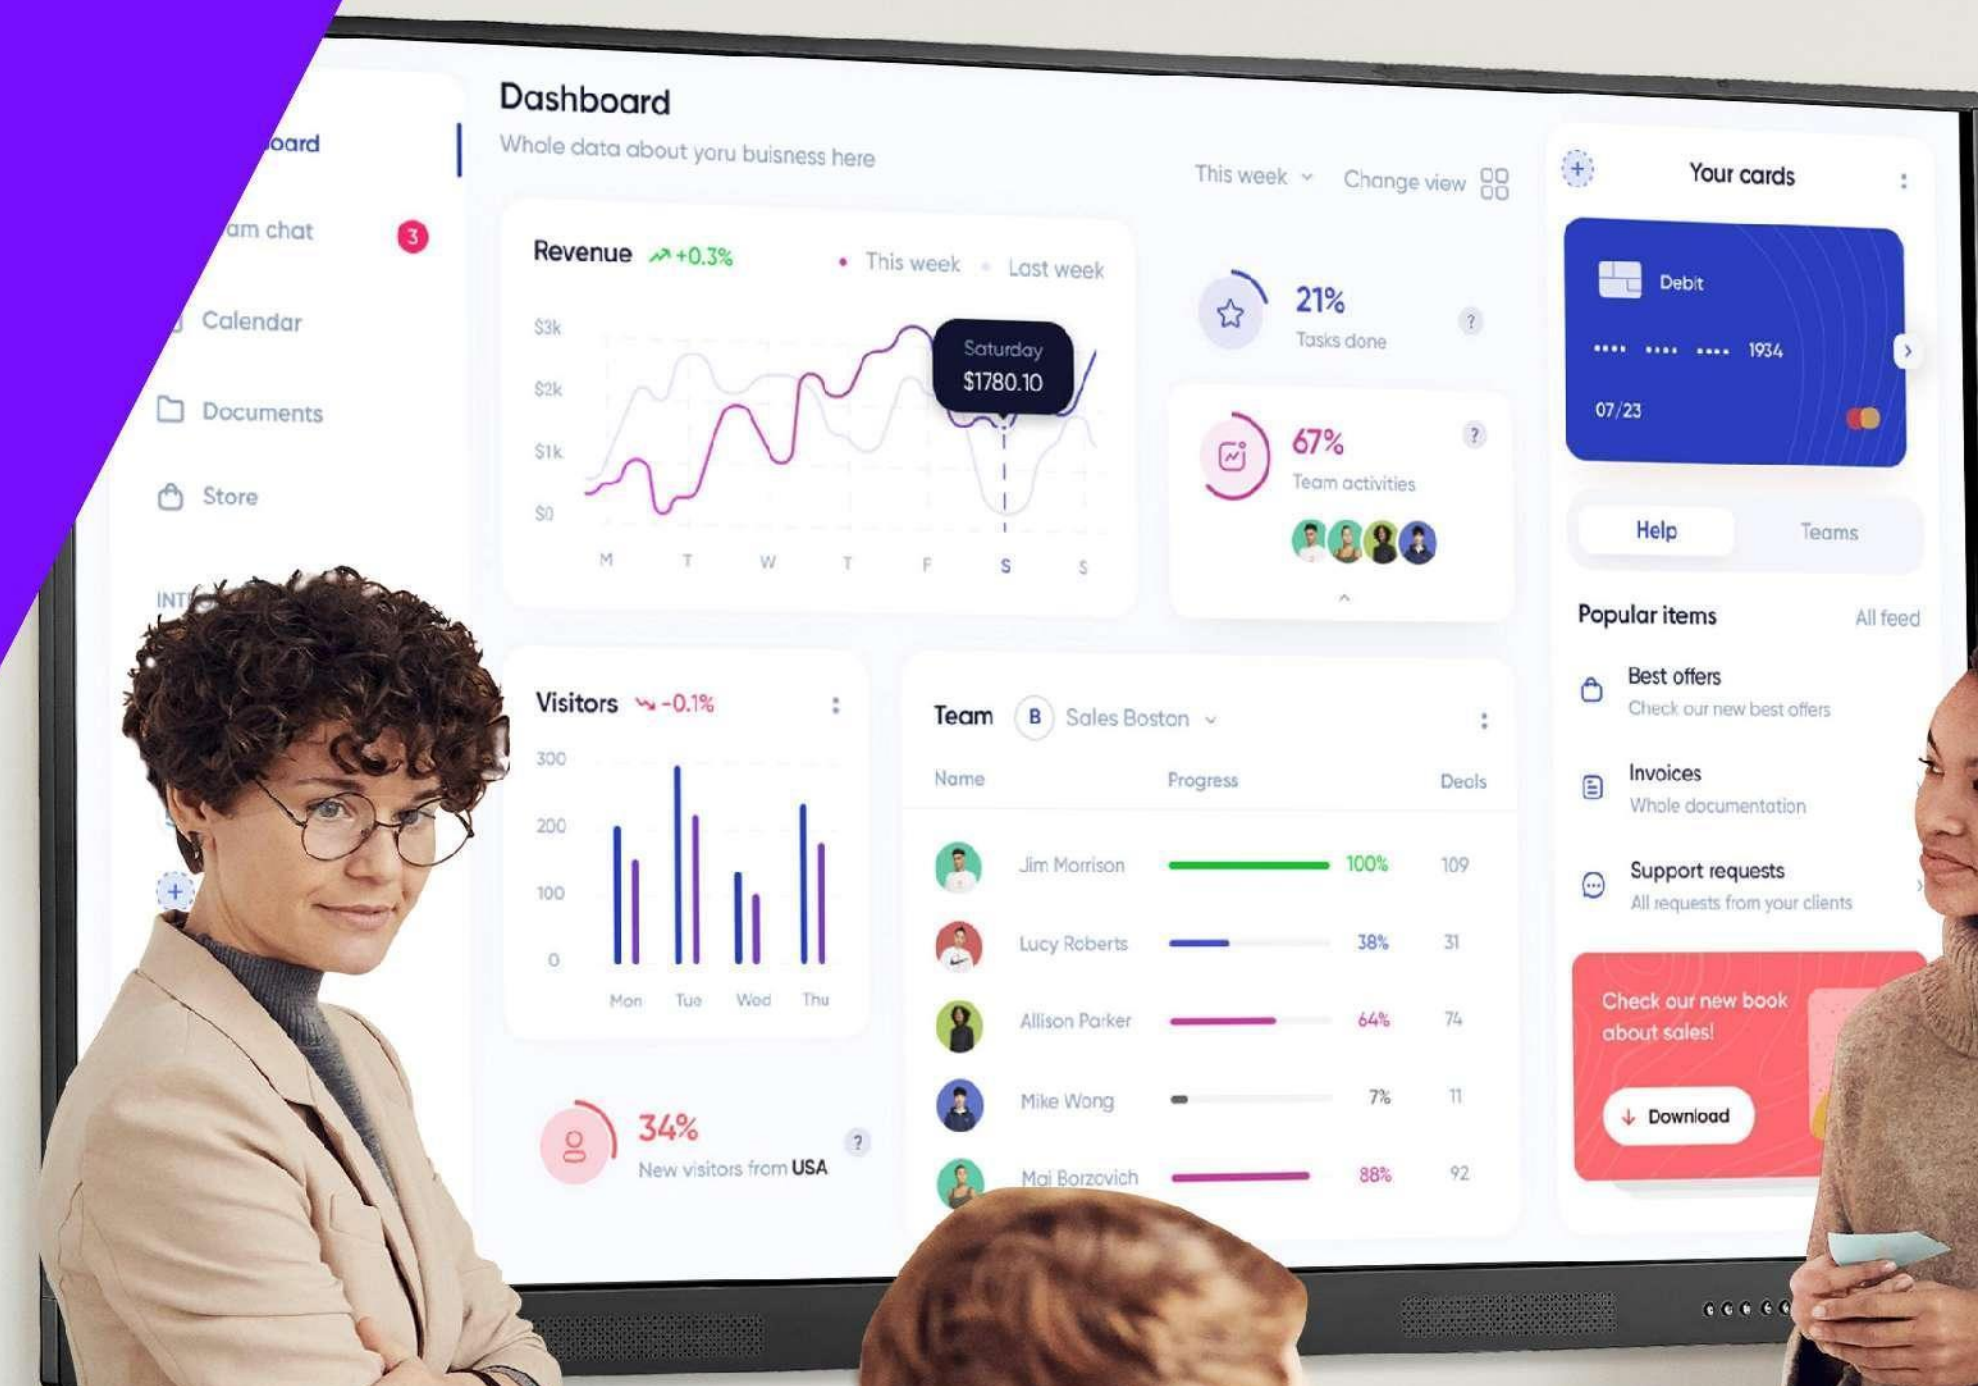 Dashboard
Whole data about yoru buisness here
This week
Change view
oard
am chat
3
Calendar
Documents
Store
Revenue +0.3%
This week
Last week
$3k
$2k
$1k
$0
Saturday
$1780.10
M T W T F S S
21%
Tasks done
?
67%
Team activities
?
Visitors -0.1%
300
200
100
0
Mon Tue Wed Thu
34%
New visitors from USA
?
Team B Sales Boston
Name Progress Deals
Jim Morrison 100% 109
Lucy Roberts 38% 31
Allison Parker 64% 74
Mike Wong 7% 11
Mai Borzovich 88% 92
Your cards
Debit
1934
07/23
Help
Teams
Popular items
All feed
Best offers
Check our new best offers
Invoices
Whole documentation
Support requests
All requests from your clients
Check our new book
about sales!
Download